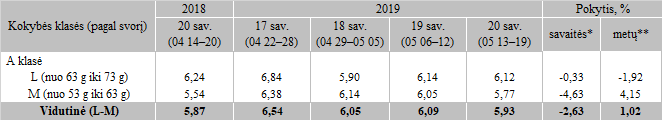 Kokybės klasės (pagal svorį) 2018 2019 Pokytis, %
20 sav. (04 14–20) 17 sav. (04 22–28) 18 sav. (04 29–05 05) 19 sav. (05 06–12) 20 sav. (05 13–19) savaitės* metų**
A klasė
L (nuo 63 g iki 73 g) 6,24 6,84 5,90 6,14 6,12 -0,33 -1,92
M (nuo 53 g iki 63 g) 5,54 6,38 6,14 6,05 5,77 -4,63 4,15
Vidutinė (L-M) 5,87 6,54 6,05 6,09 5,93 -2,63 1,02